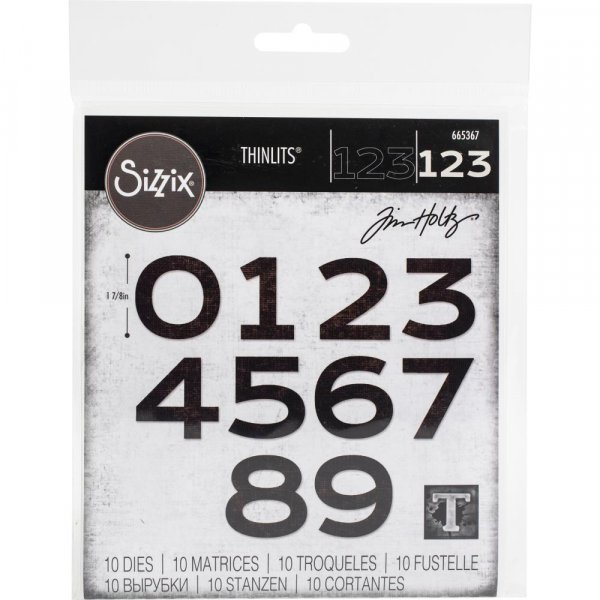 665367
Sizzix®
THINLITS®
123 123
Tim Holtz
1 7/8in
0123
4567
89
T
10 DIES | 10 MATRICES | 10 TROQUELES | 10 FUSTELLE
10 ВЫРУБКИ | 10 STANZEN | 10 CORTANTES